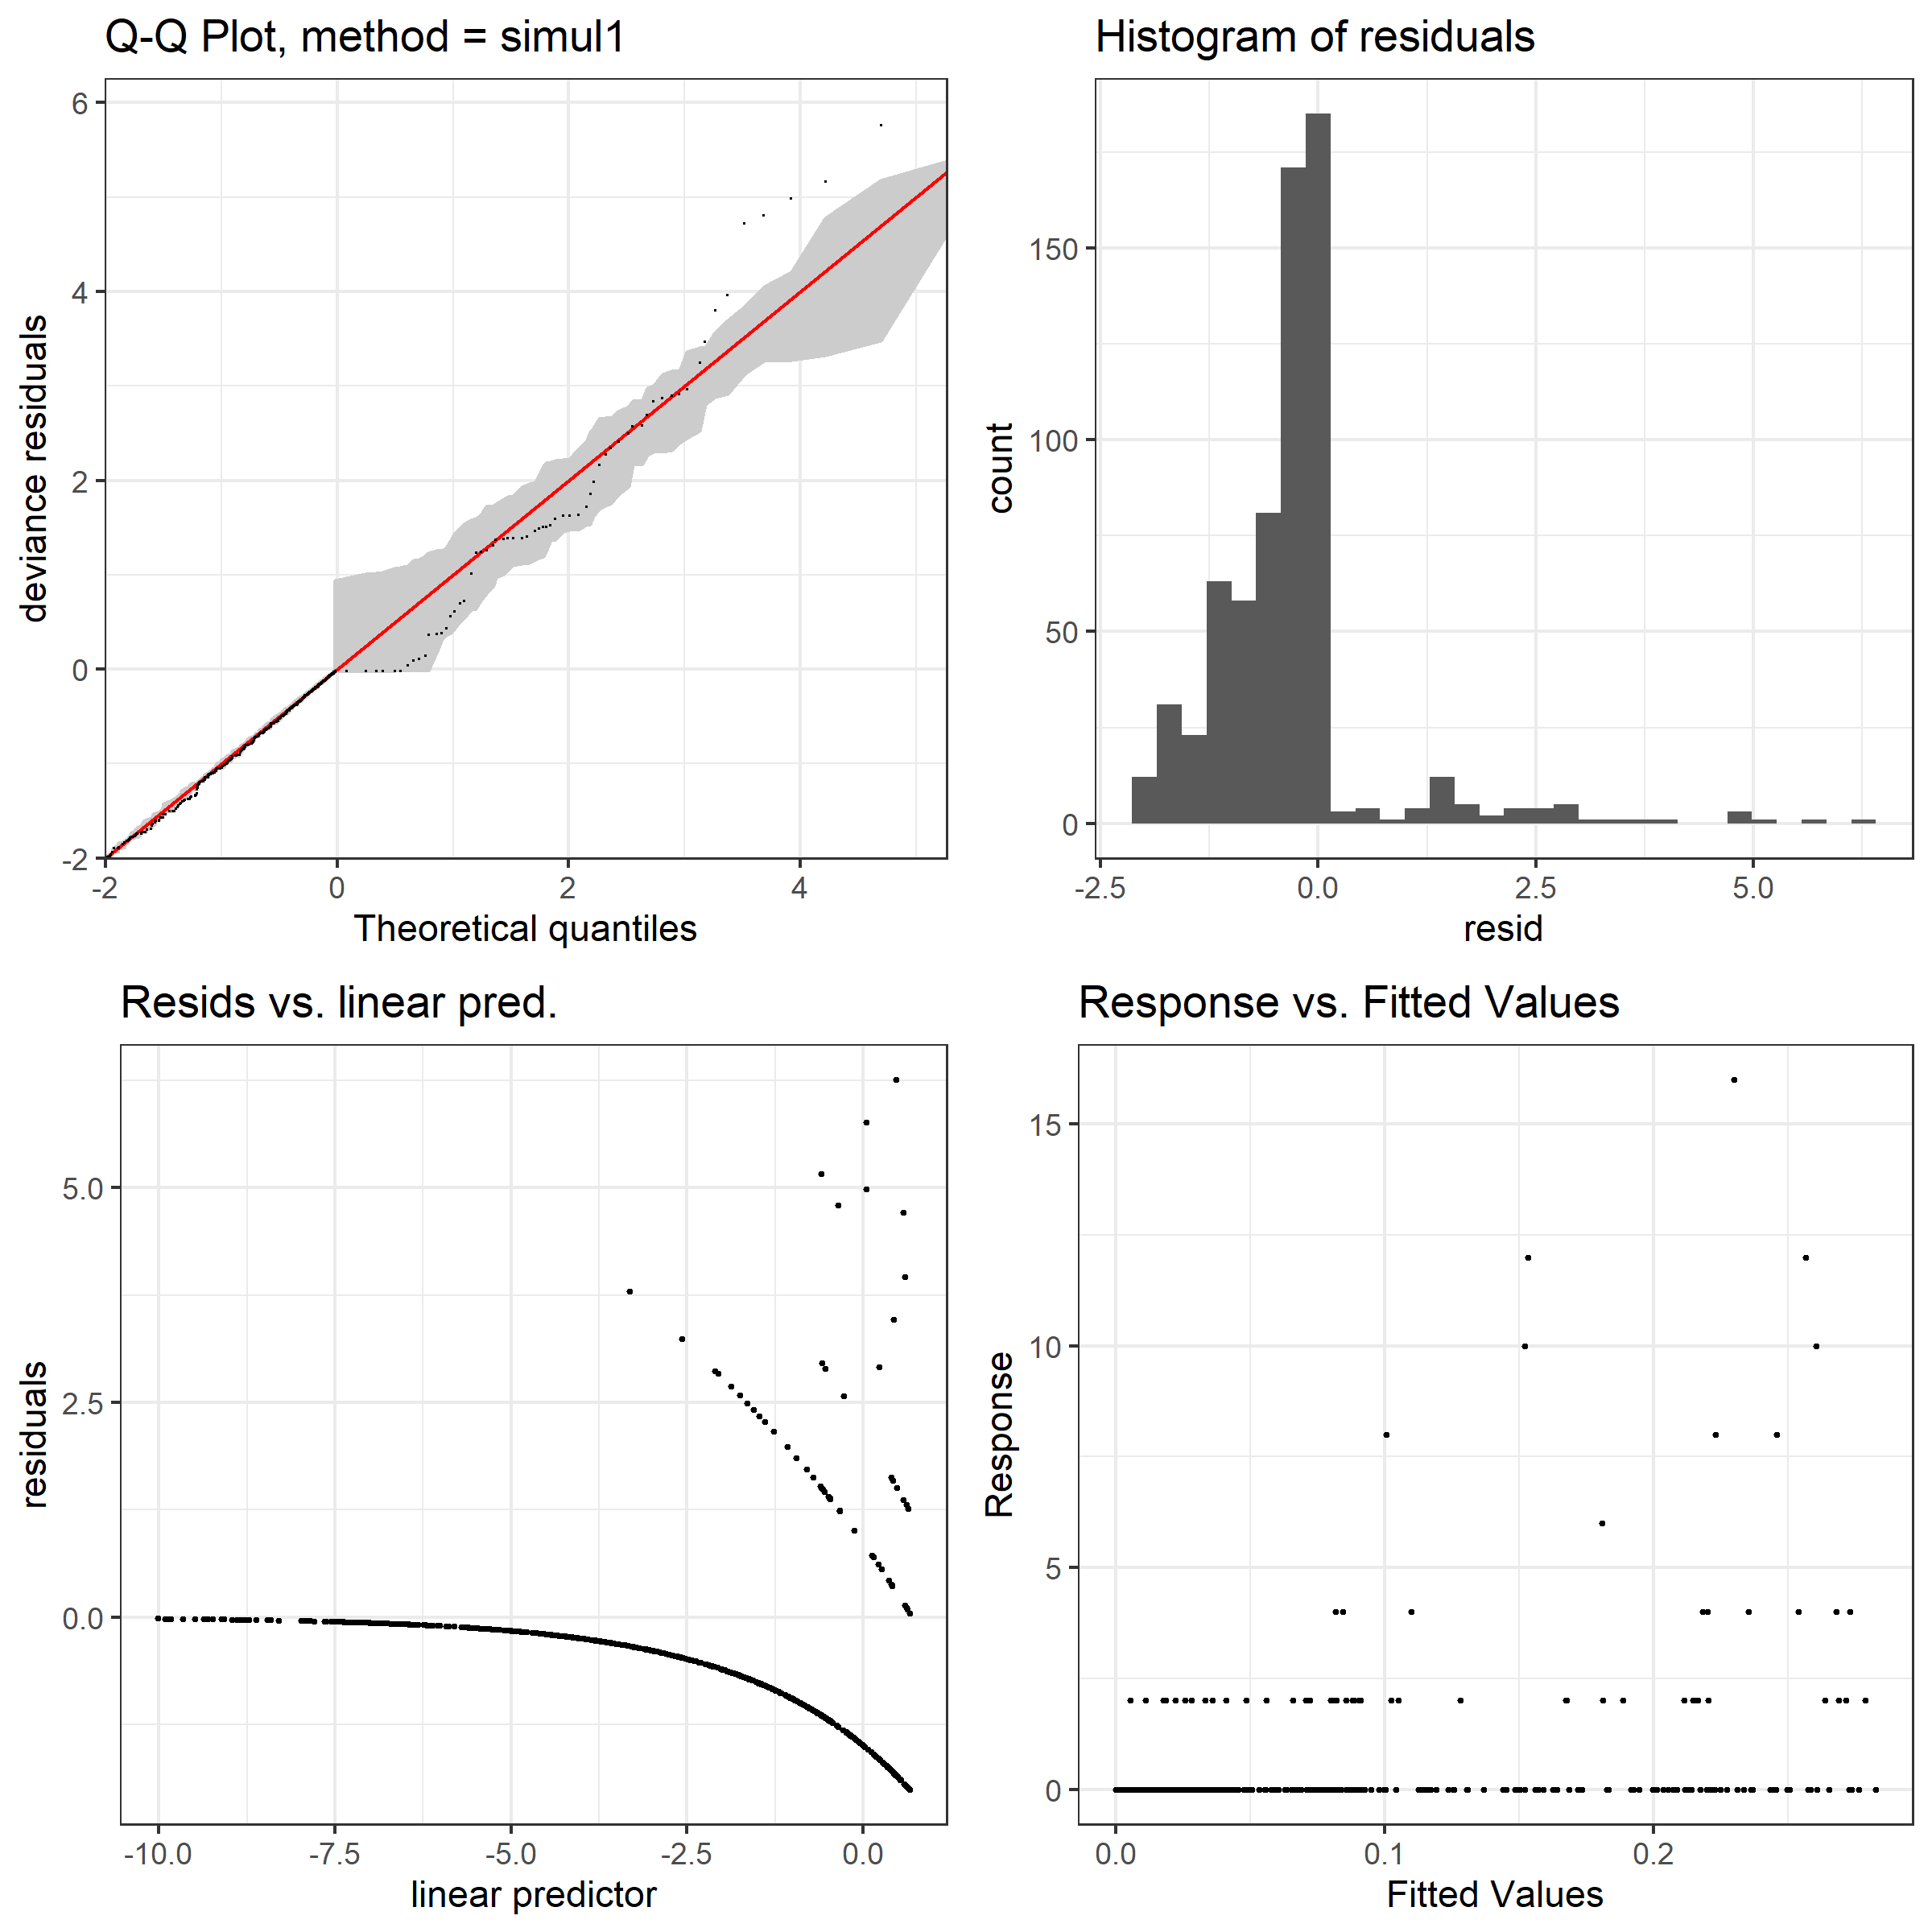 Q-Q Plot, method = simul1
6
4
2
0
-2
-2 0 2 4
deviance residuals
Theoretical quantiles
Histogram of residuals
150
100
50
0
-2.5 0.0 2.5 5.0
count
resid
Resids vs. linear pred.
5.0
2.5
0.0
-10.0 -7.5 -5.0 -2.5 0.0
residuals
linear predictor
Response vs. Fitted Values
15
10
5
0
0.0 0.1 0.2
Response
Fitted Values